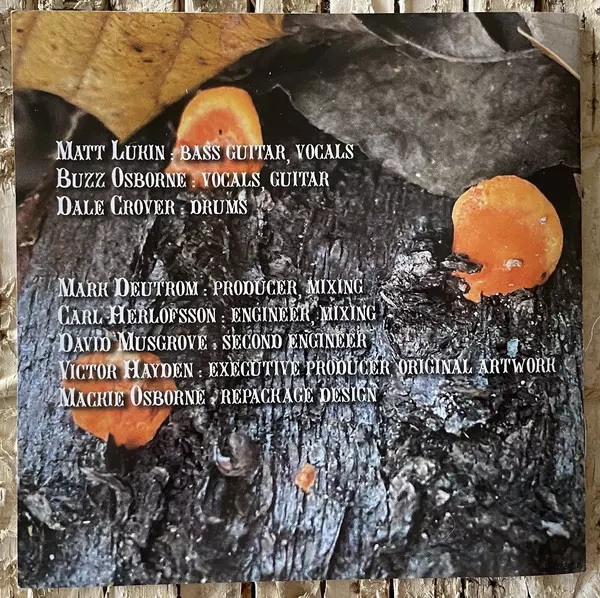 Matt Lukin : bass guitar, vocals
Buzz Osborne : vocals, guitar
Dale Crover : drums
Mark Deutrom : producer, mixing
Carl Herlofsson : engineer, mixing
David Musgrove : second engineer
Victor Hayden : executive producer original artwork
Mackie Osborne : repackage design